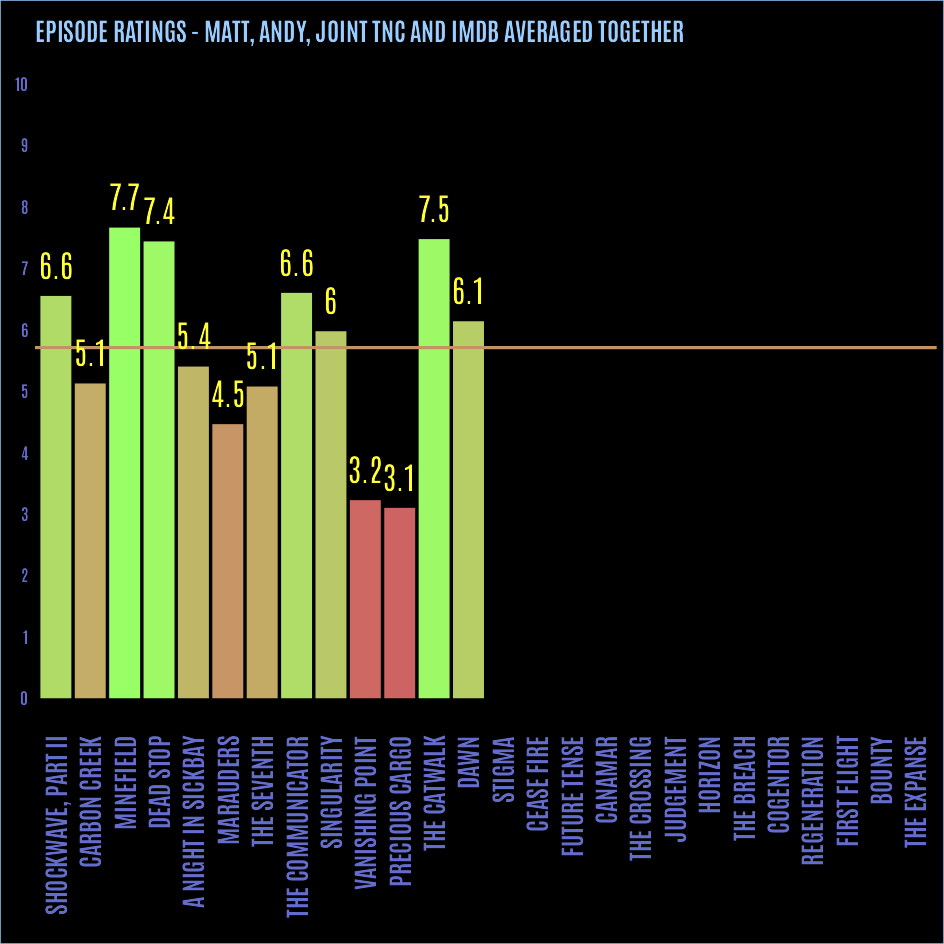 EPISODE RATINGS - MATT, ANDY, JOINT TNC AND IMDB AVERAGED TOGETHER
10
9
8
7
6
5
4
3
2
1
0
6.6
5.1
7.7
7.4
5.4
4.5
5.1
6.6
6
3.2
3.1
7.5
6.1
SHOCKWAVE, PART II
CARBON CREEK
MINEFIELD
DEAD STOP
A NIGHT IN SICKBAY
MARAUDERS
THE SEVENTH
THE COMMUNICATOR
SINGULARITY
VANISHING POINT
PRECIOUS CARGO
THE CATWALK
DAWN
STIGMA
CEASE FIRE
FUTURE TENSE
CANAMAR
THE CROSSING
JUDGEMENT
HORIZON
THE BREACH
COGENITOR
REGENERATION
FIRST FLIGHT
BOUNTY
THE EXPANSE